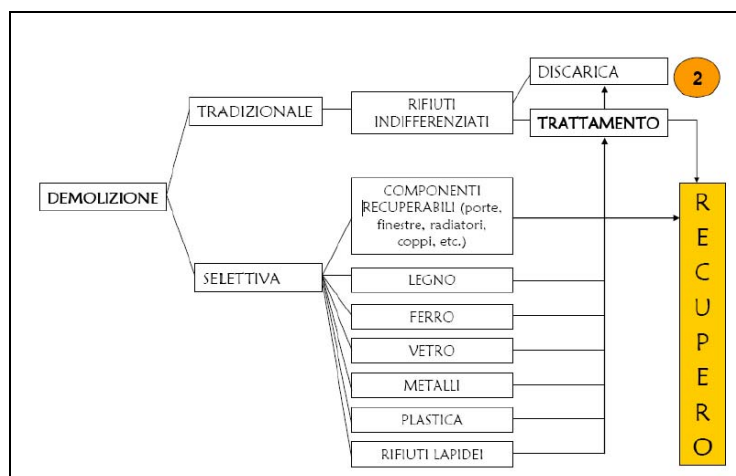 DISCARICA
2
TRADIZIONALE
RIFIUTI
INDIFFERENZIATI
TRATTAMENTO
DEMOLIZIONE
COMPONENTI
RECUPERABILI (porte,
finestre, radiatori,
coppi, etc.)
SELETTIVA
LEGNO
FERRO
VETRO
METALLI
PLASTICA
RIFIUTI LAPIDEI
R
E
C
U
P
E
R
O